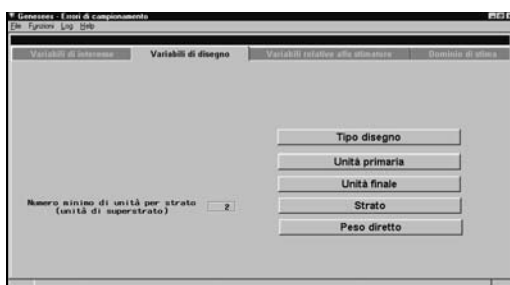 Genesees - Errori di campionamento
File Funzioni Log Help
Variabili di interesse Variabili di disegno Variabili relative allo stimatore Dominio di stima
Tipo disegno
Unità primaria
Unità finale
Numero minimo di unità per strato 2 Strato
(unità di superstrato)
Peso diretto